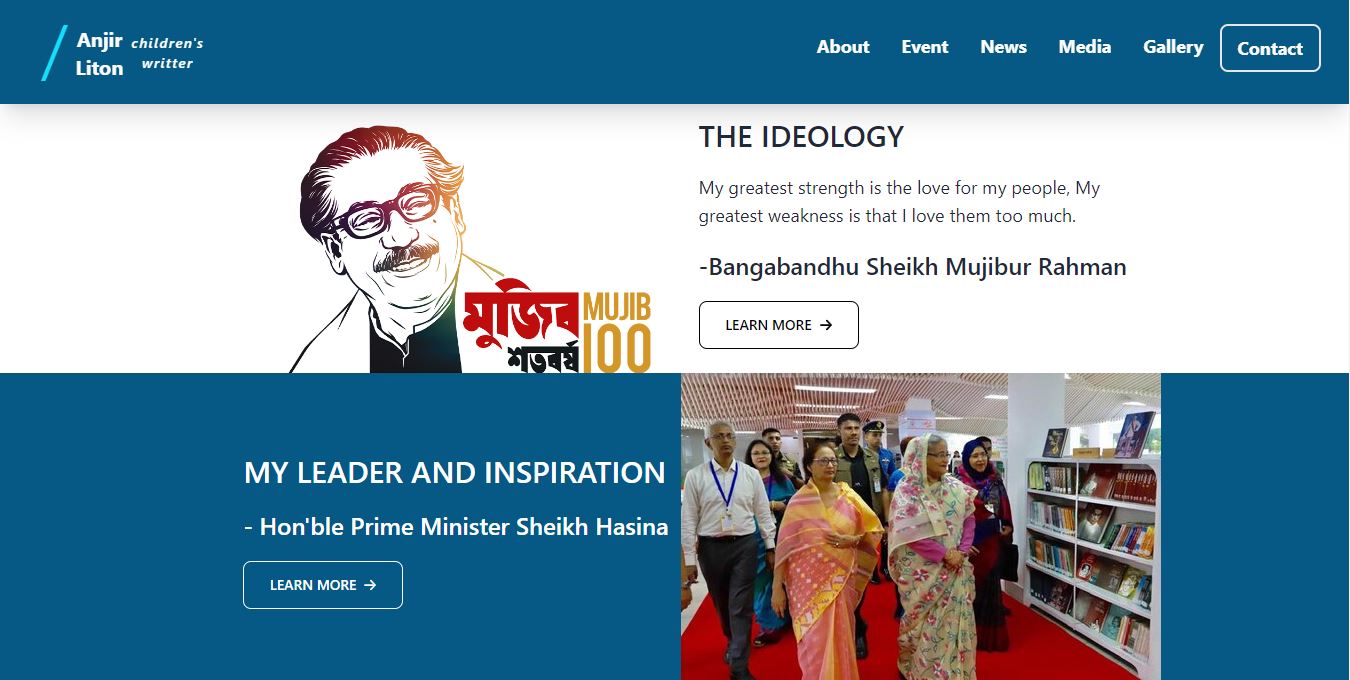 Anjir
Liton
children's
writter
About Event News Media Gallery Contact
THE IDEOLOGY
My greatest strength is the love for my people, My
greatest weakness is that I love them too much.
-Bangabandhu Sheikh Mujibur Rahman
LEARN MORE →
মুজিব
শতবর্ষ
MUJIB
100
MY LEADER AND INSPIRATION
- Hon'ble Prime Minister Sheikh Hasina
LEARN MORE →